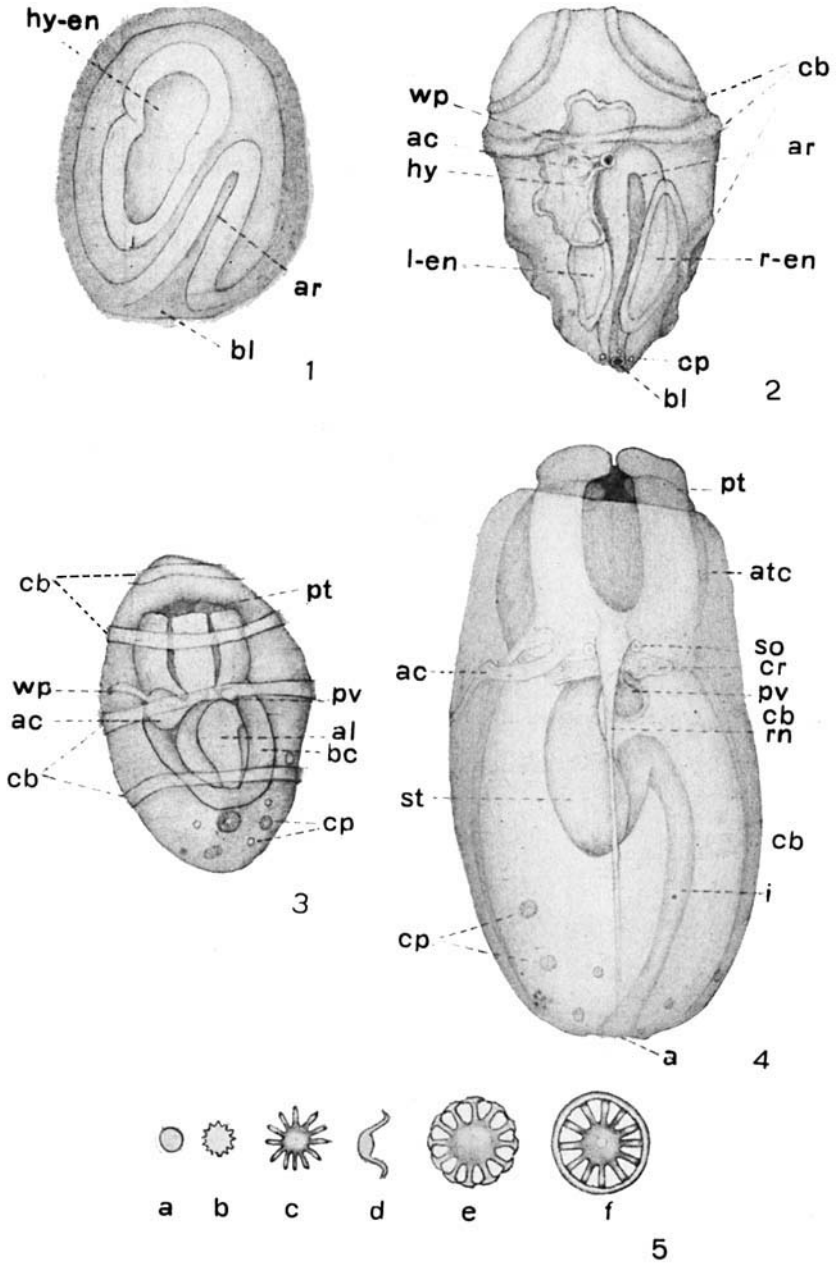 hy-en
ar
bl
1
wp
ac
hy
l-en
cb
ar
r-en
cp
bl
2
cb
wp
ac
cb
pt
pv
al
bc
cp
3
ac
st
cp
pt
atc
so
cr
pv
cb
rn
cb
i
a
4
a b c d e f
5